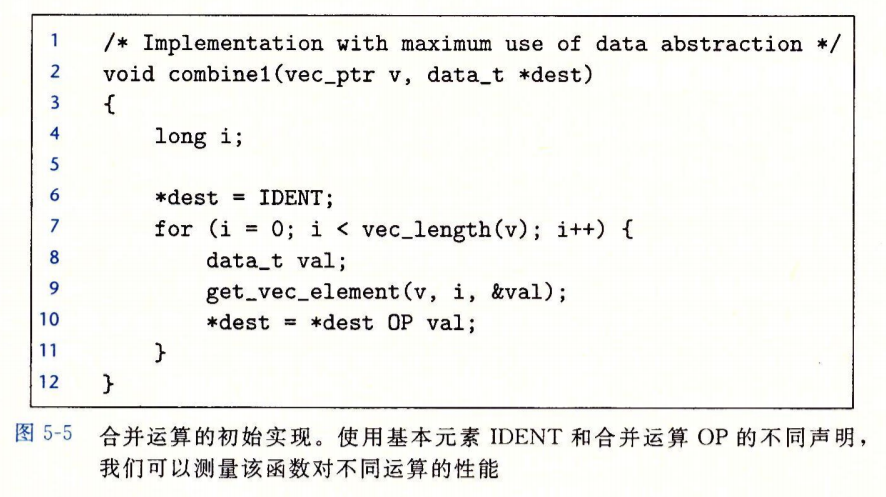 1 /* Implementation with maximum use of data abstraction */
2 void combine1(vec_ptr v, data_t *dest)
3 {
4     long i;
5
6     *dest = IDENT;
7     for (i = 0; i < vec_length(v); i++) {
8         data_t val;
9         get_vec_element(v, i, &val);
10         *dest = *dest OP val;
11     }
12 }
图 5-5 合并运算的初始实现。使用基本元素 IDENT 和合并运算 OP 的不同声明，
我们可以测量该函数对不同运算的性能